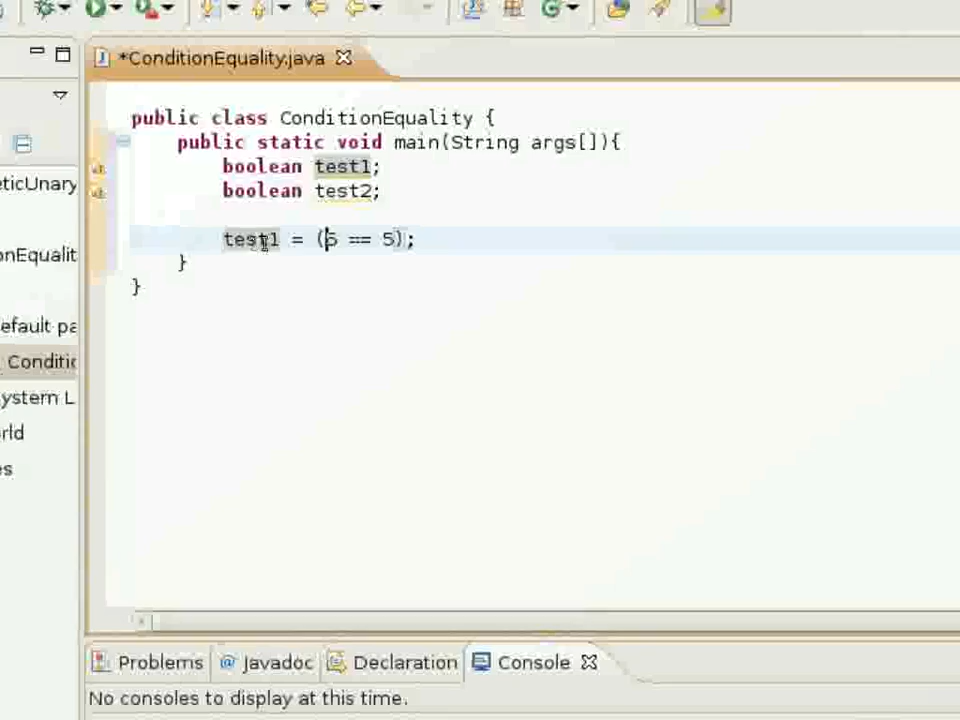 *ConditionEquality.java
public class ConditionEquality {
public static void main(String args[]){
boolean test1;
boolean test2;
test1 = (5 == 5);
}
}
eticUnary
onEquality
efault pa
Conditic
ystem L
rld
es
Problems
Javadoc
Declaration
Console
No consoles to display at this time.